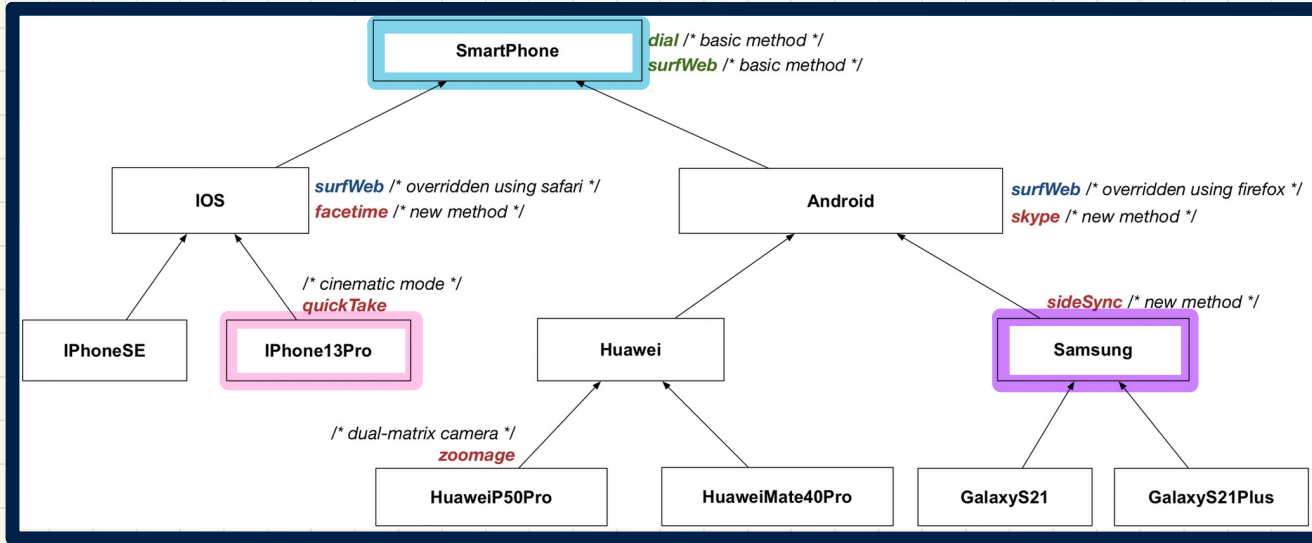 SmartPhone
dial /* basic method */
surfWeb /* basic method */
IOS
surfWeb /* overridden using safari */
facetime /* new method */
Android
surfWeb /* overridden using firefox */
skype /* new method */
/* cinematic mode */
quickTake
sideSync /* new method */
IPhoneSE
IPhone13Pro
Huawei
Samsung
/* dual-matrix camera */
zoomage
HuaweiP50Pro
HuaweiMate40Pro
GalaxyS21
GalaxyS21Plus